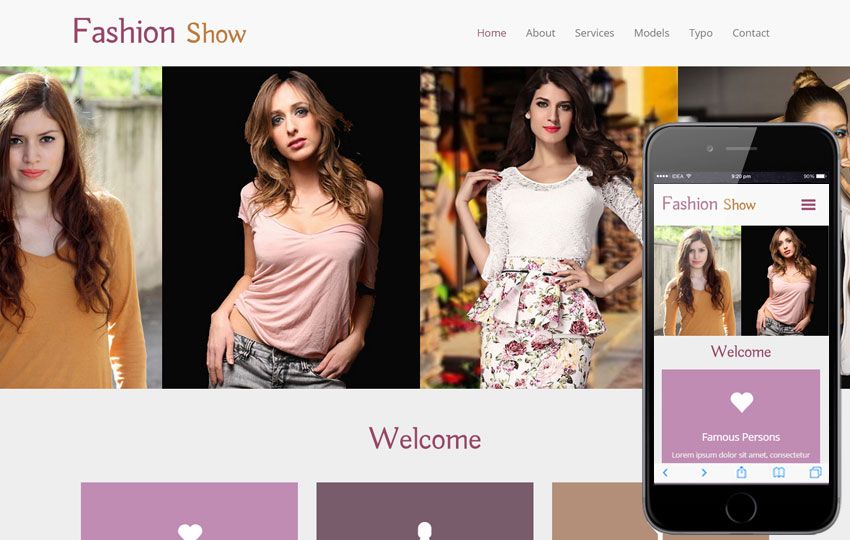 Fashion Show
Home About Services Models Typo Contact
Welcome
IDEA 9:20 pm 90%
Fashion Show
Welcome
Famous Persons
Lorem ipsum dolor sit amet, consectetur